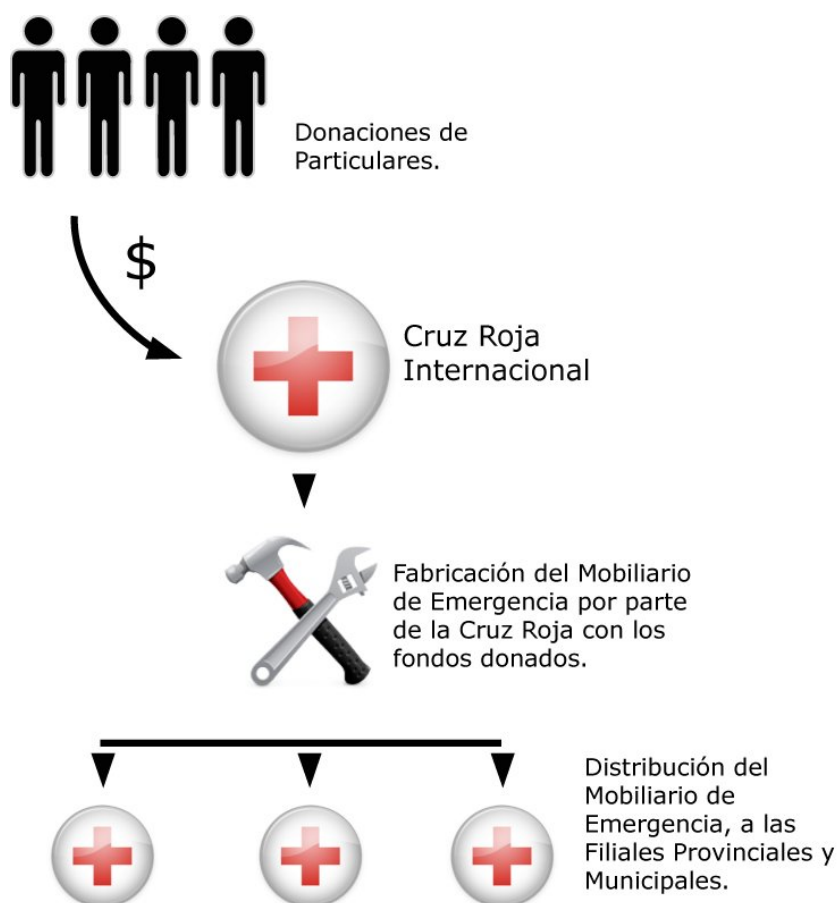 Donaciones de
Particulares.
$
Cruz Roja
Internacional
Fabricación del Mobiliario
de Emergencia por parte
de la Cruz Roja con los
fondos donados.
Distribución del
Mobiliario de
Emergencia, a las
Filiales Provinciales y
Municipales.